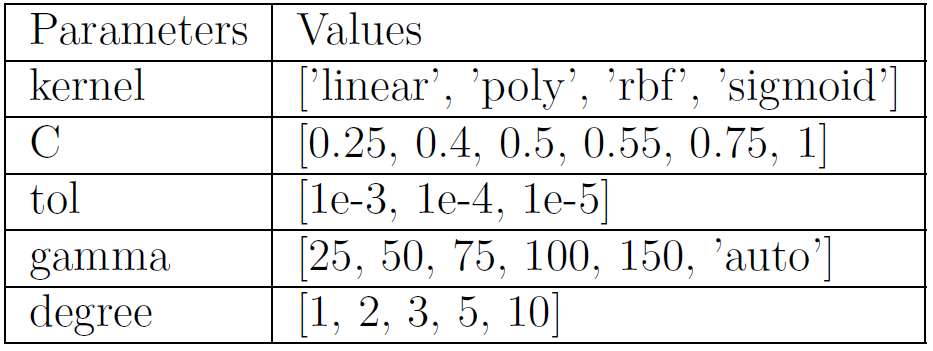 Parameters Values
kernel ['linear', 'poly', 'rbf', 'sigmoid']
C [0.25, 0.4, 0.5, 0.55, 0.75, 1]
tol [1e-3, 1e-4, 1e-5]
gamma [25, 50, 75, 100, 150, 'auto']
degree [1, 2, 3, 5, 10]